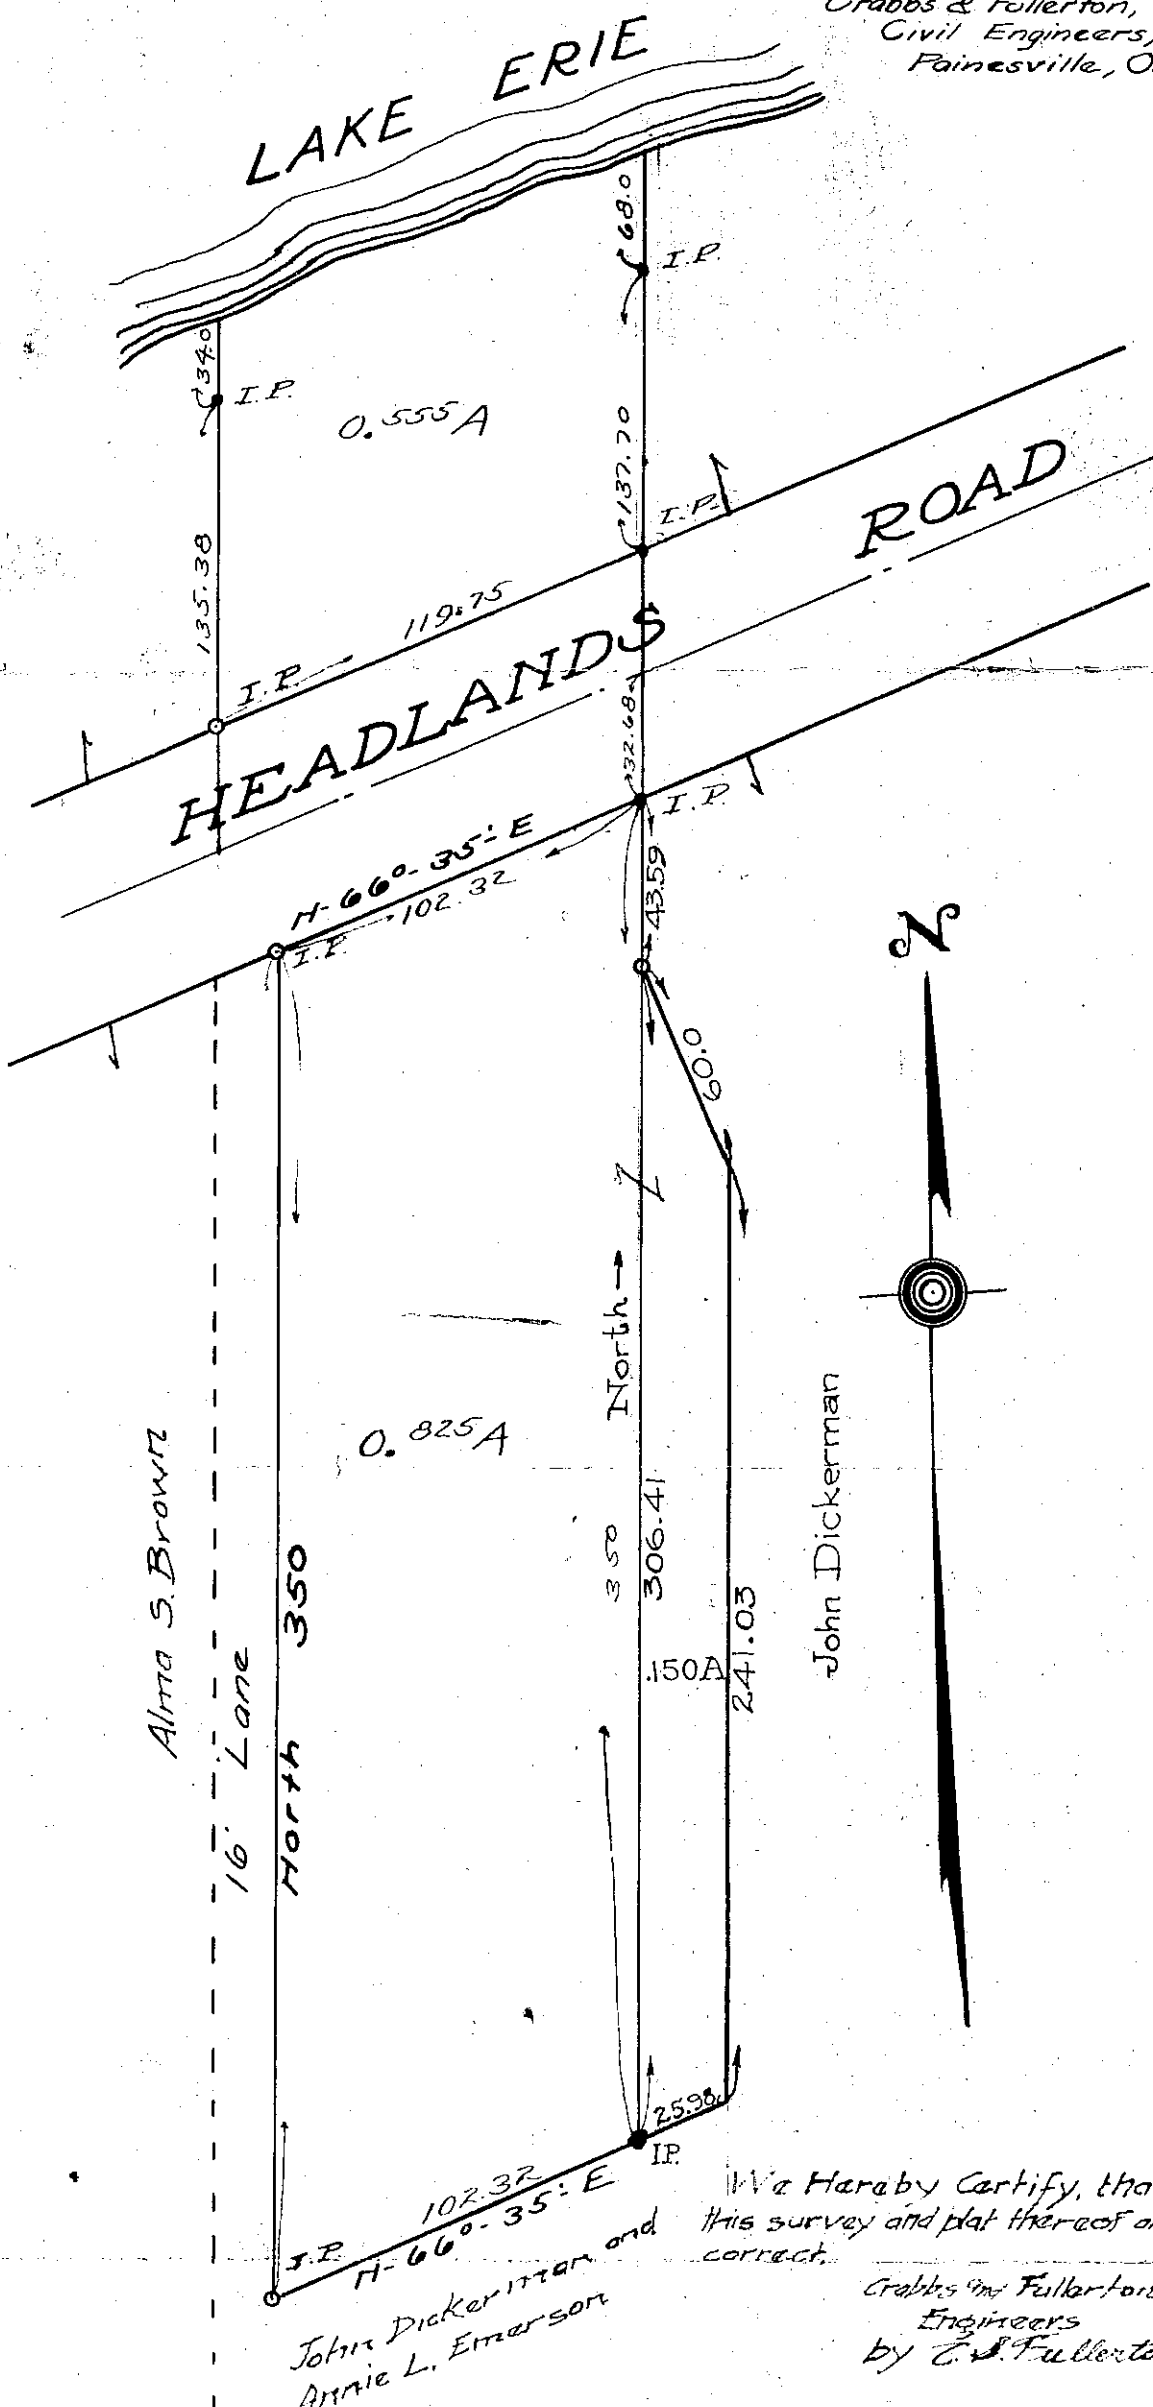 Crabbs & Fullerton,
Civil Engineers,
Painesville, O.
LAKE ERIE
68.0
I.P.
34.0
I.P.
0.555 A
137.70
I.P.
135.38
119.75
I.P.
HEADLANDS ROAD
32.68
I.P.
N-66°-35'-E
102.32
I.P.
43.59
60.0
N
North
0.825 A
350
306.41
.150A
241.03
John Dickerman
Alma S. Brown
16' Lane
North 350
25.98
I.P.
102.32
N-66°-35'-E
I.P.
John Dickerman and
Annie L. Emerson
We Hereby Certify, tha
this survey and plat thereof a
correct.
Crabbs and Fullerton
Engineers
by